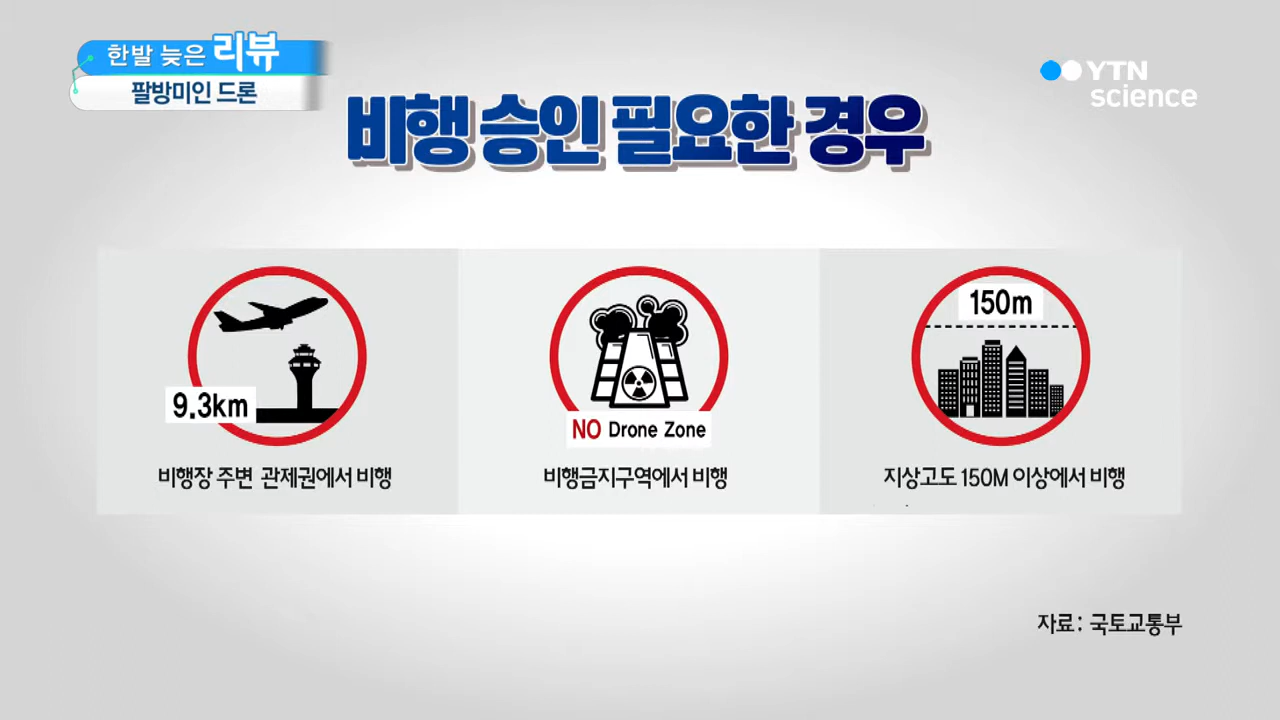 한발 늦은 리뷰
팔방미인 드론
YTN
science
비행 승인 필요한 경우
9.3km
비행장 주변 관제권에서 비행
NO Drone Zone
비행금지구역에서 비행
150m
지상고도 150M 이상에서 비행
자료: 국토교통부